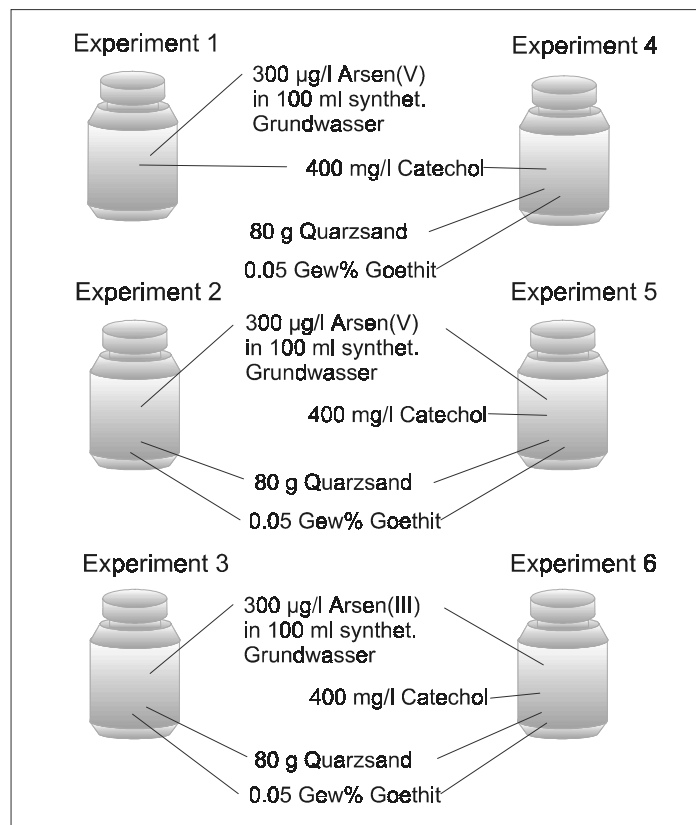 Experiment 1
Experiment 4
300 µg/l Arsen(V)
in 100 ml synthet.
Grundwasser
400 mg/l Catechol
80 g Quarzsand
0.05 Gew% Goethit
Experiment 2
Experiment 5
300 µg/l Arsen(V)
in 100 ml synthet.
Grundwasser
400 mg/l Catechol
80 g Quarzsand
0.05 Gew% Goethit
Experiment 3
Experiment 6
300 µg/l Arsen(III)
in 100 ml synthet.
Grundwasser
400 mg/l Catechol
80 g Quarzsand
0.05 Gew% Goethit